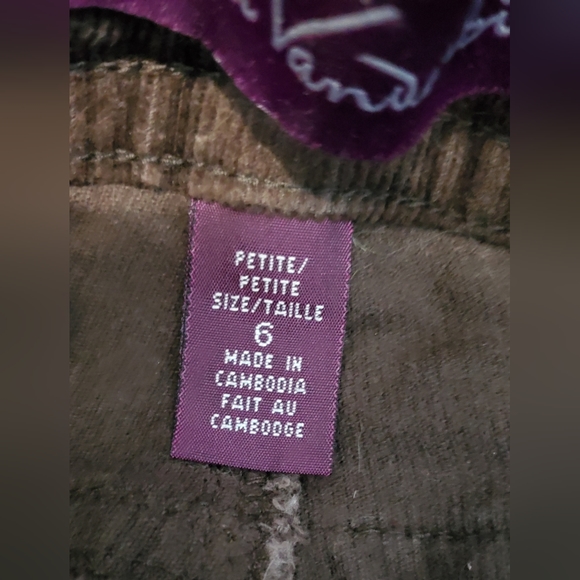 PETITE/
PETITE
SIZE/TAILLE
6
MADE IN
CAMBODIA
FAIT AU
CAMBODGE